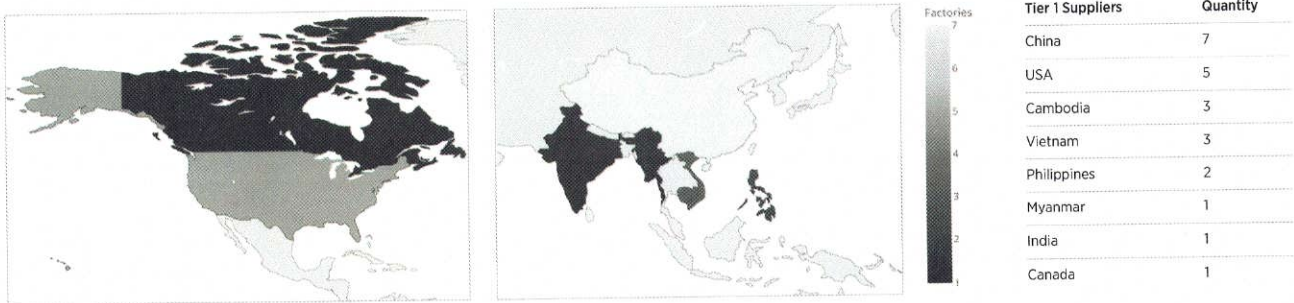 Factories
7
6
5
4
3
2
1
Tier 1 Suppliers Quantity
China 7
USA 5
Cambodia 3
Vietnam 3
Philippines 2
Myanmar 1
India 1
Canada 1